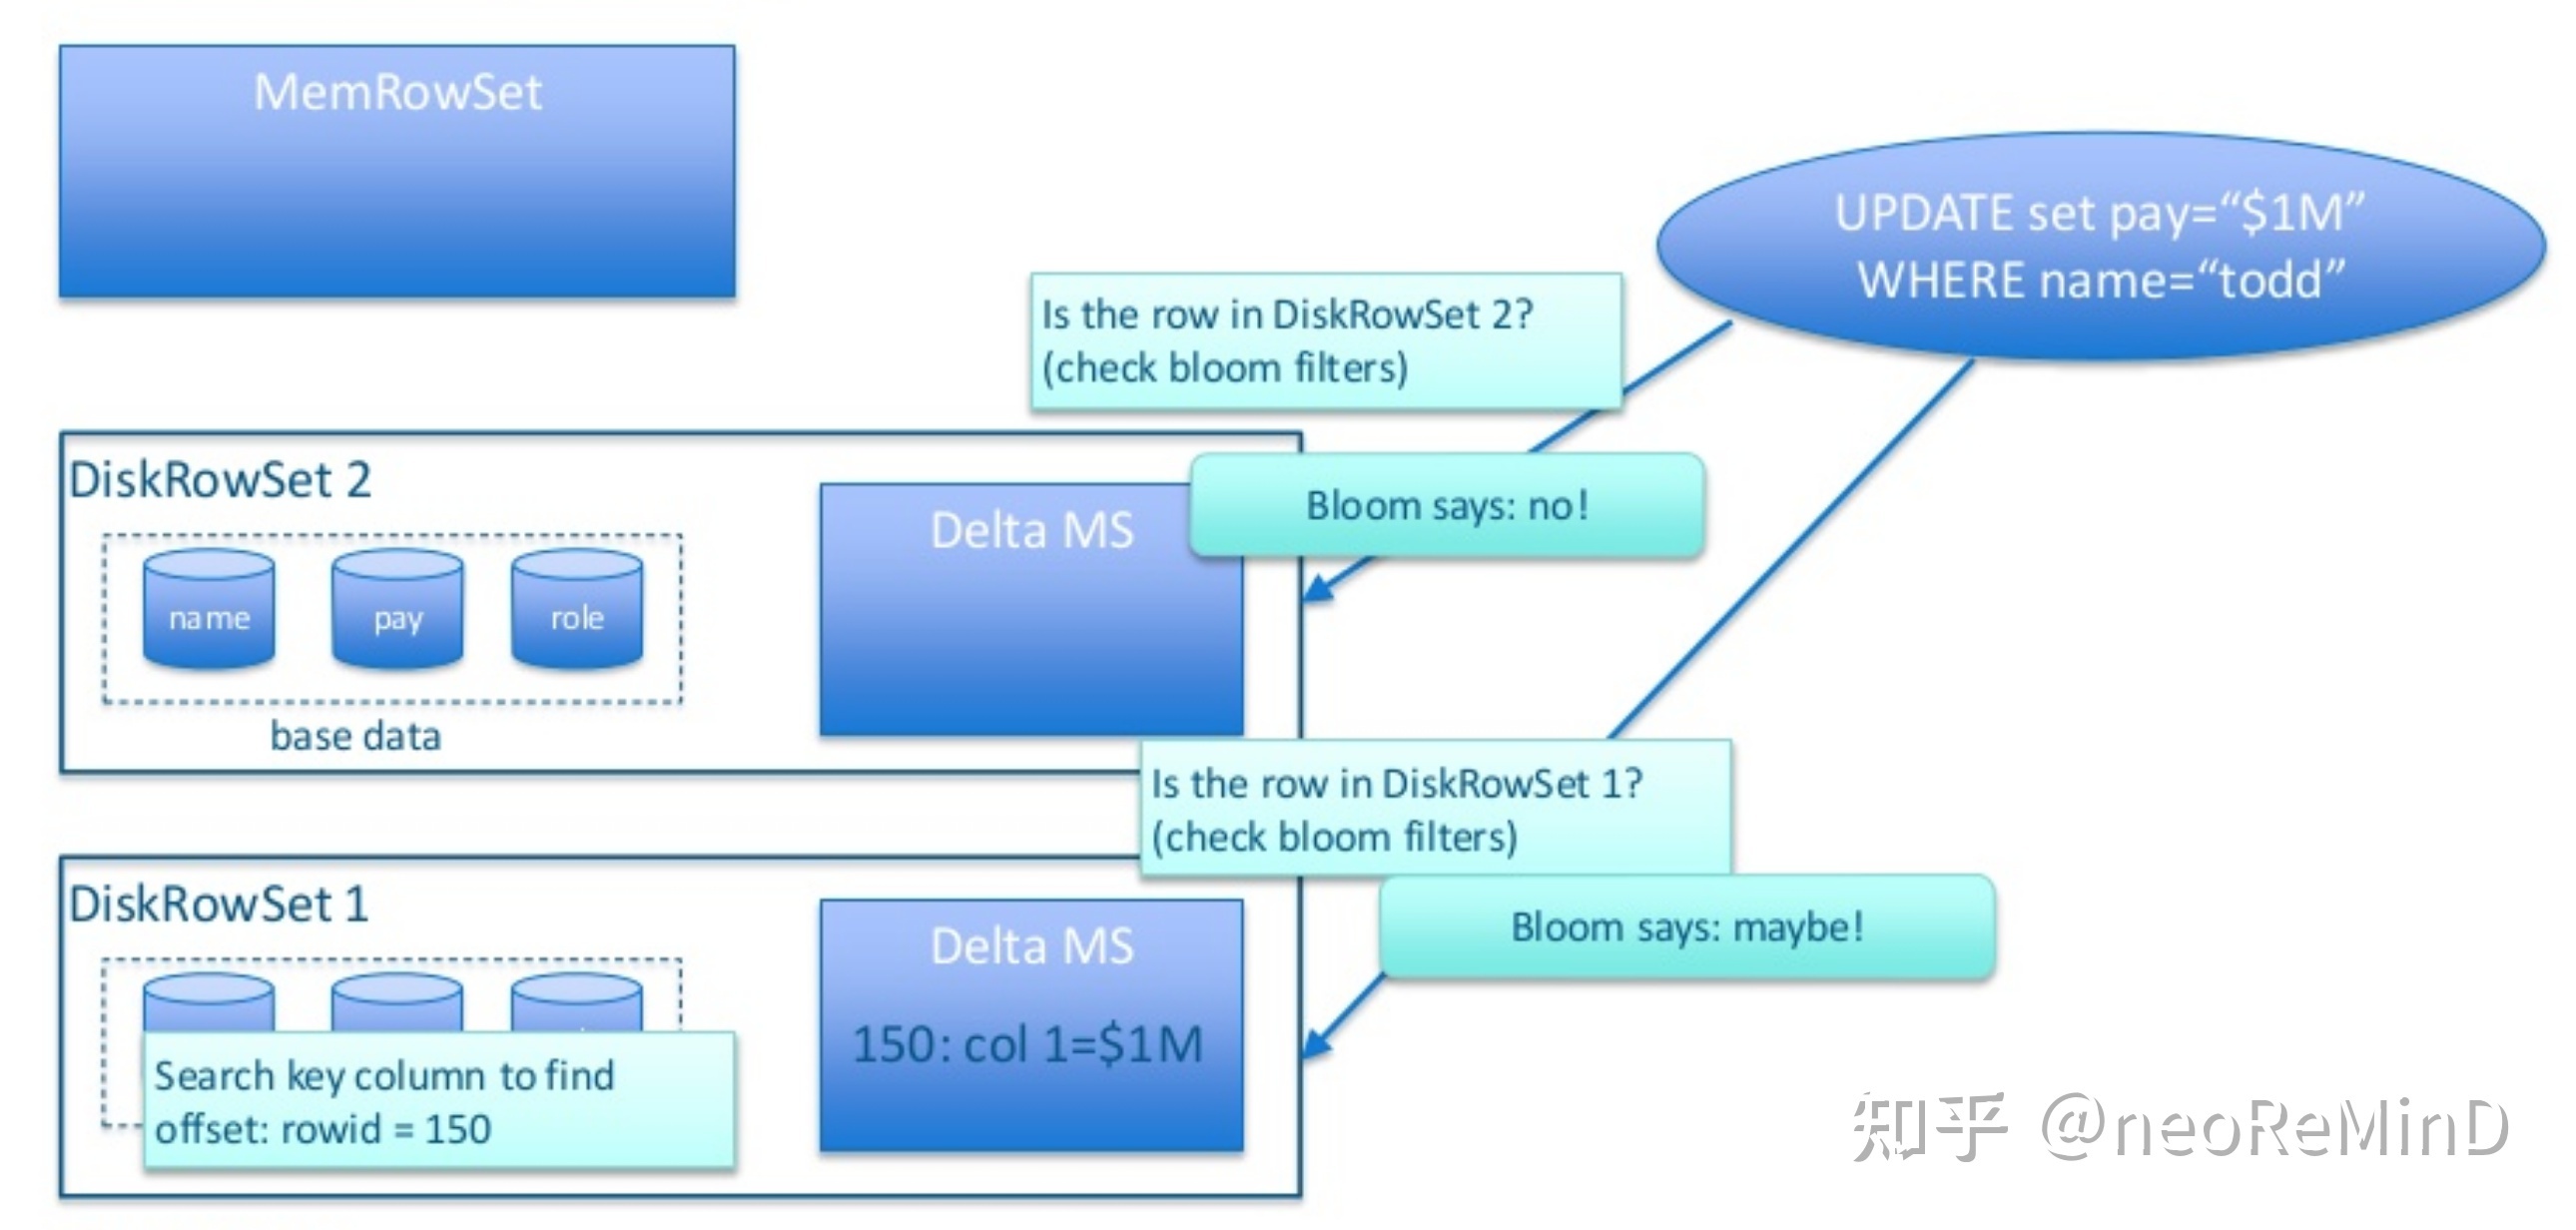 MemRowSet
UPDATE set pay=“$1M”
WHERE name=“todd”
Is the row in DiskRowSet 2?
(check bloom filters)
DiskRowSet 2
Bloom says: no!
Delta MS
name
pay
role
base data
Is the row in DiskRowSet 1?
(check bloom filters)
DiskRowSet 1
Bloom says: maybe!
Delta MS
150: col 1=$1M
Search key column to find
offset: rowid = 150
知乎 @neoReMinD